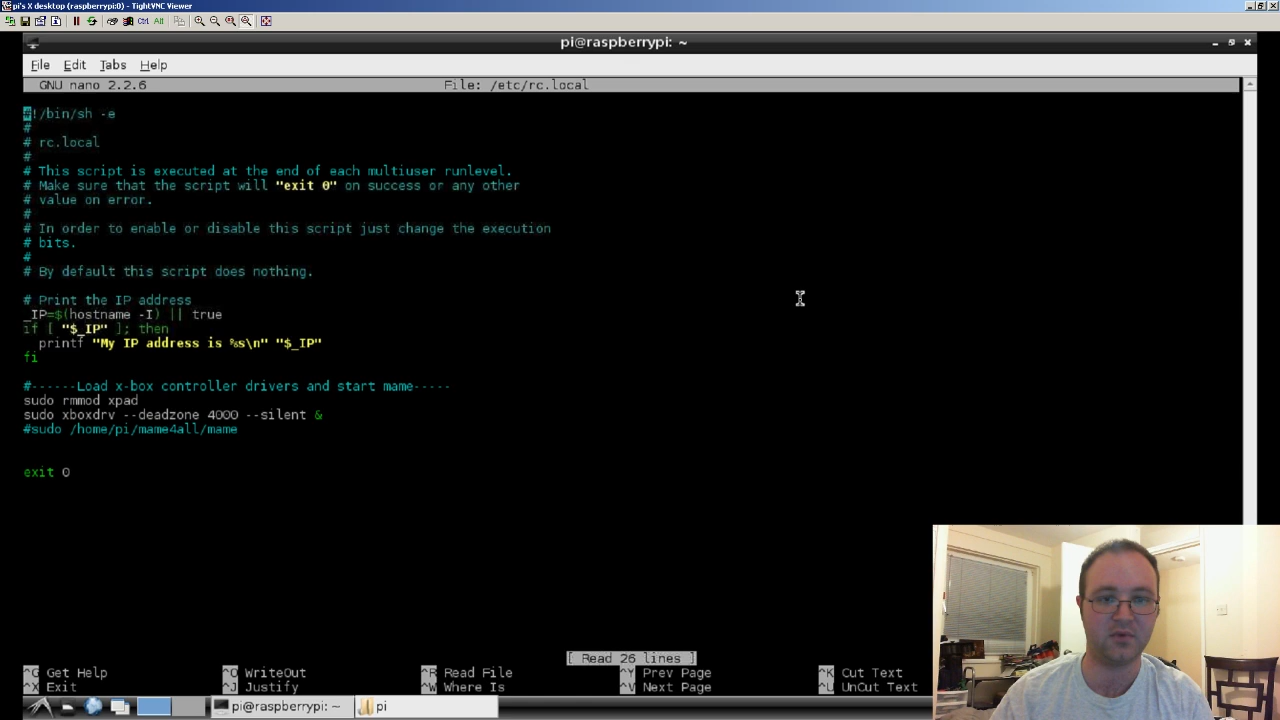 pi's X desktop (raspberrypi:0) - TightVNC Viewer
Ctrl Alt
pi@raspberrypi: ~
File Edit Tabs Help
GNU nano 2.2.6 File: /etc/rc.local
#!/bin/sh -e
#
# rc.local
#
# This script is executed at the end of each multiuser runlevel.
# Make sure that the script will "exit 0" on success or any other
# value on error.
#
# In order to enable or disable this script just change the execution
# bits.
#
# By default this script does nothing.
# Print the IP address
_IP=$(hostname -I) || true
if [ "$_IP" ]; then
printf "My IP address is %s\n" "$_IP"
fi
#------Load x-box controller drivers and start mame-----
sudo rmmod xpad
sudo xboxdrv --deadzone 4000 --silent &
#sudo /home/pi/mame4all/mame
exit 0
[ Read 26 lines ]
^G Get Help ^O WriteOut ^R Read File ^Y Prev Page ^K Cut Text
^X Exit ^J Justify ^W Where Is ^V Next Page ^U UnCut Text
pi@raspberrypi: ~ pi